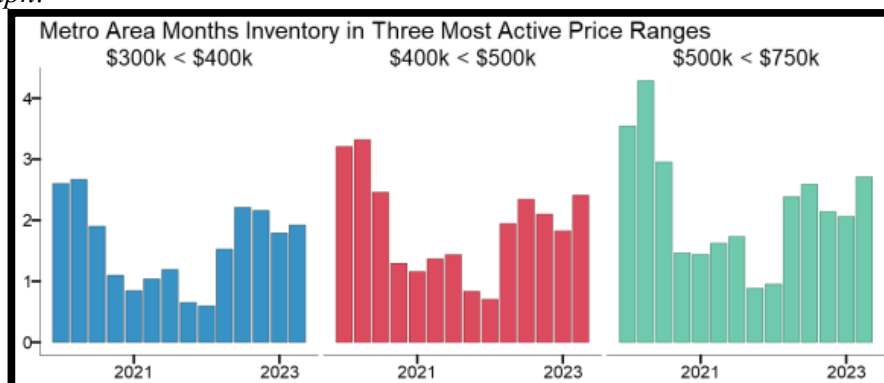 Metro Area Months Inventory in Three Most Active Price Ranges
$300k < $400k $400k < $500k $500k < $750k
4
3
2
1
0
2021 2023 2021 2023 2021 2023